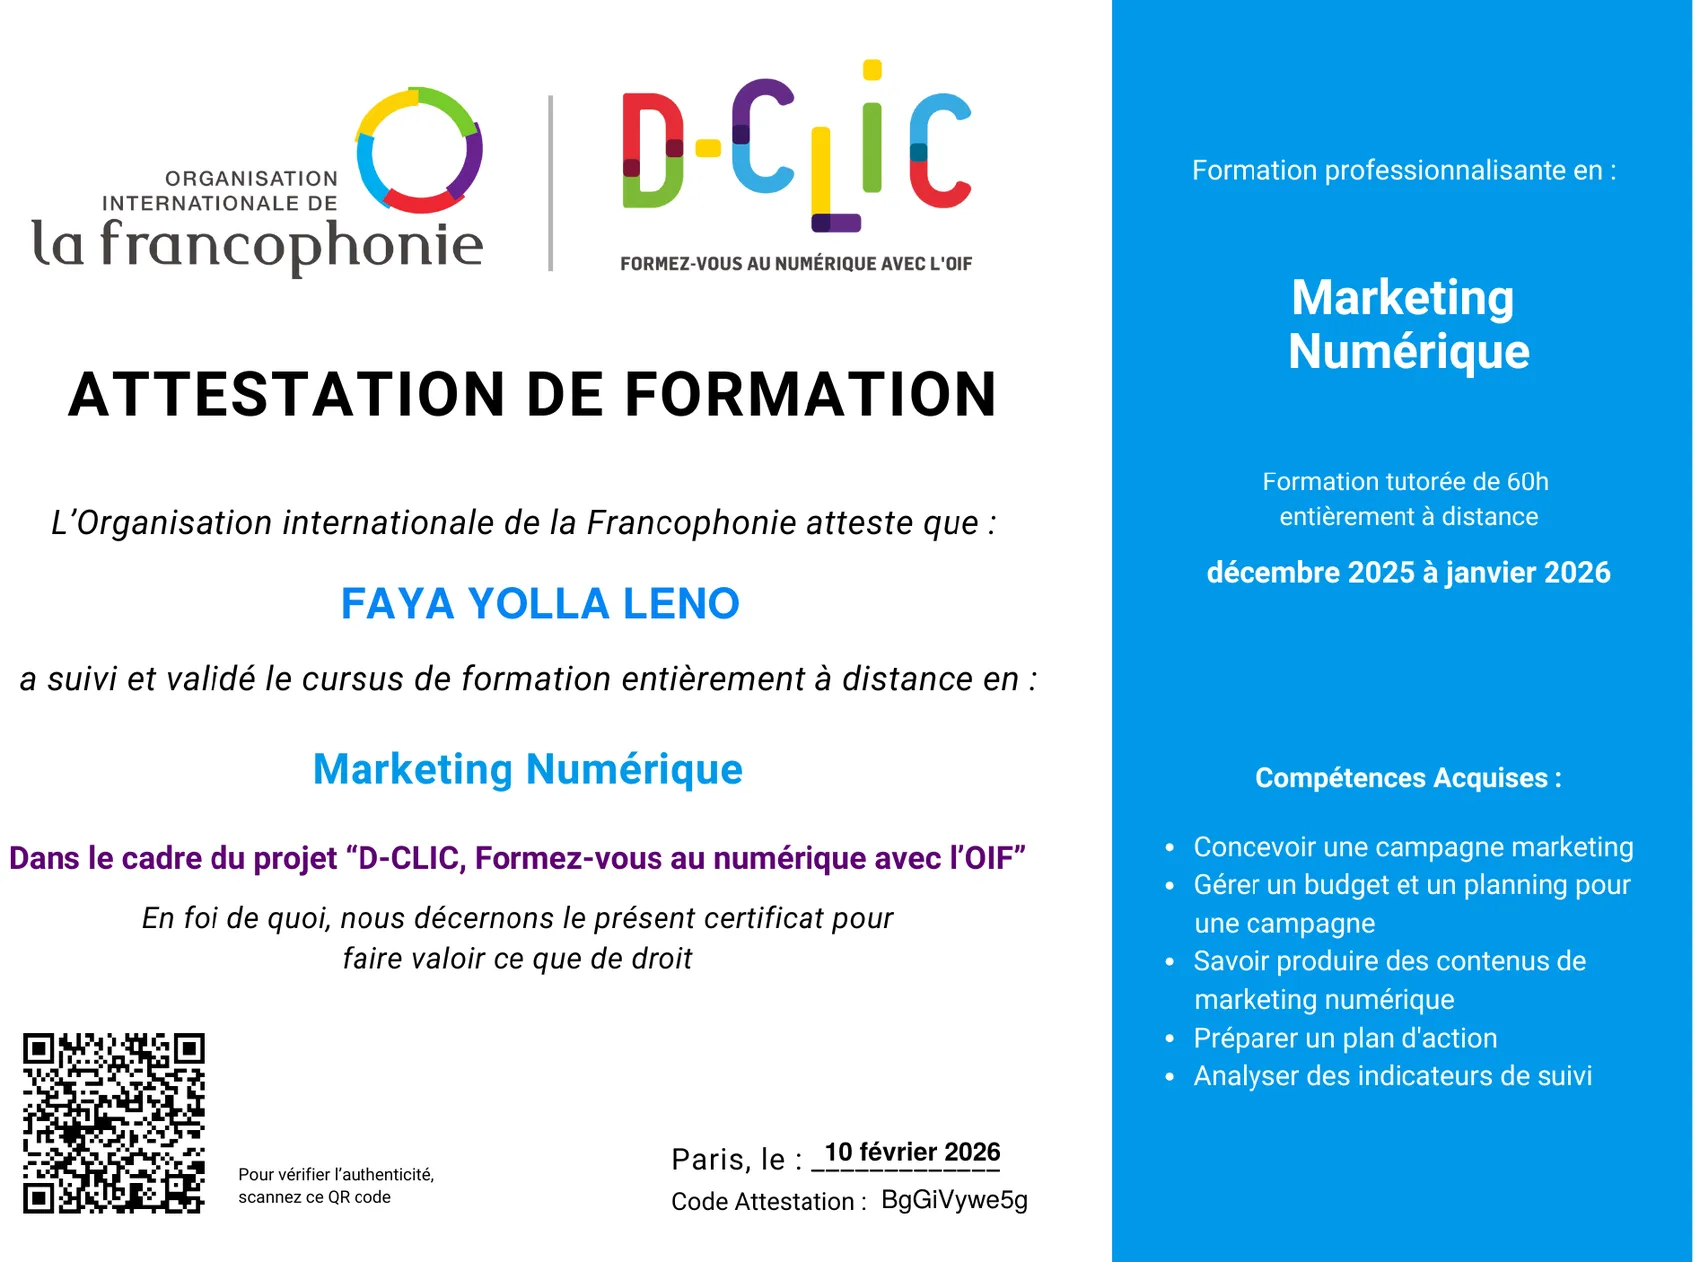 ORGANISATION
INTERNATIONALE DE
la francophonie
D-CLiC
FORMEZ-VOUS AU NUMÉRIQUE AVEC L'OIF
ATTESTATION DE FORMATION
L’Organisation internationale de la Francophonie atteste que :
FAYA YOLLA LENO
a suivi et validé le cursus de formation entièrement à distance en :
Marketing Numérique
Dans le cadre du projet “D-CLIC, Formez-vous au numérique avec l’OIF”
En foi de quoi, nous décernons le présent certificat pour
faire valoir ce que de droit
Pour vérifier l’authenticité,
scannez ce QR code
Paris, le : 10 février 2026
Code Attestation : BgGiVywe5g
Formation professionnalisante en :
Marketing
Numérique
Formation tutorée de 60h
entièrement à distance
décembre 2025 à janvier 2026
Compétences Acquises :
• Concevoir une campagne marketing
• Gérer un budget et un planning pour
une campagne
• Savoir produire des contenus de
marketing numérique
• Préparer un plan d'action
• Analyser des indicateurs de suivi